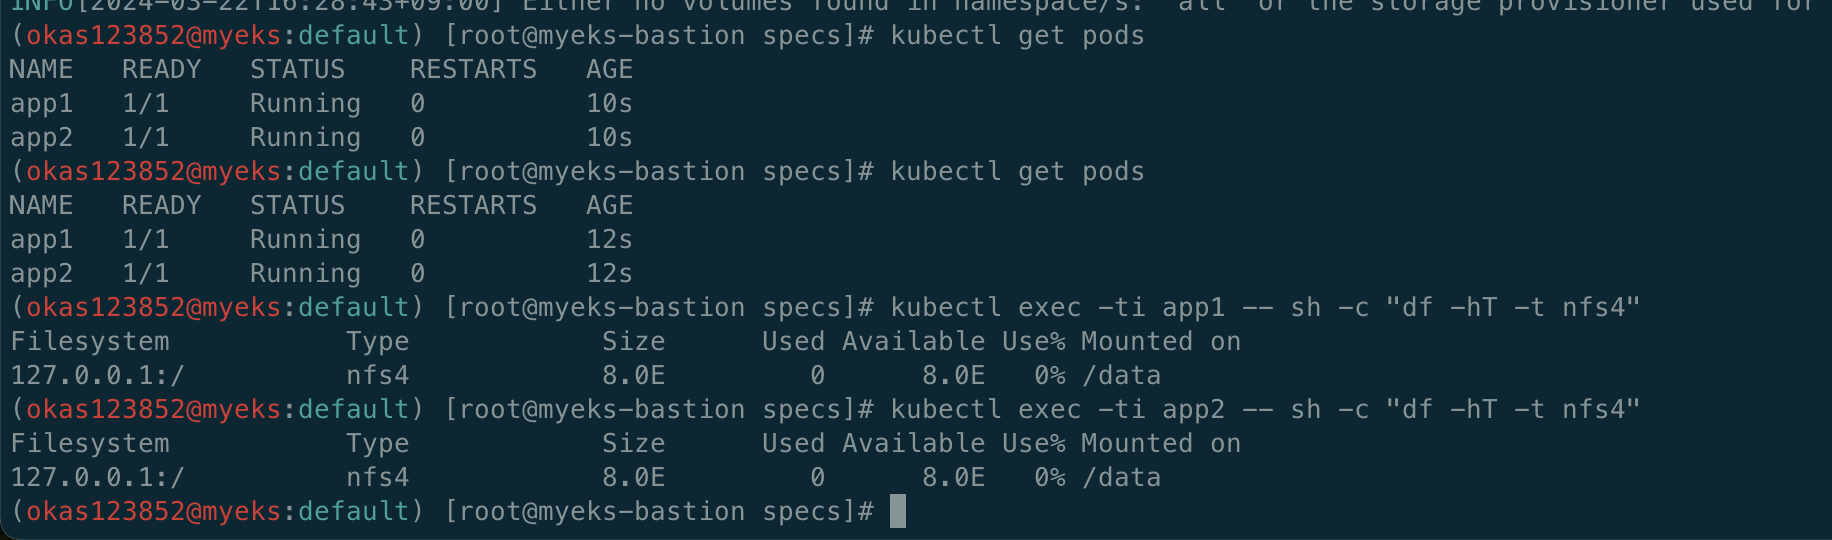 INFO[2024-03-22T16:28:43+09:00] Either no volumes found in namespace/s: "all" or the storage provisioner used for
(okas123852@myeks:default) [root@myeks-bastion specs]# kubectl get pods
NAME   READY   STATUS    RESTARTS   AGE
app1   1/1     Running   0          10s
app2   1/1     Running   0          10s
(okas123852@myeks:default) [root@myeks-bastion specs]# kubectl get pods
NAME   READY   STATUS    RESTARTS   AGE
app1   1/1     Running   0          12s
app2   1/1     Running   0          12s
(okas123852@myeks:default) [root@myeks-bastion specs]# kubectl exec -ti app1 -- sh -c "df -hT -t nfs4"
Filesystem           Type            Size      Used Available Use% Mounted on
127.0.0.1:/          nfs4            8.0E         0      8.0E   0% /data
(okas123852@myeks:default) [root@myeks-bastion specs]# kubectl exec -ti app2 -- sh -c "df -hT -t nfs4"
Filesystem           Type            Size      Used Available Use% Mounted on
127.0.0.1:/          nfs4            8.0E         0      8.0E   0% /data
(okas123852@myeks:default) [root@myeks-bastion specs]#